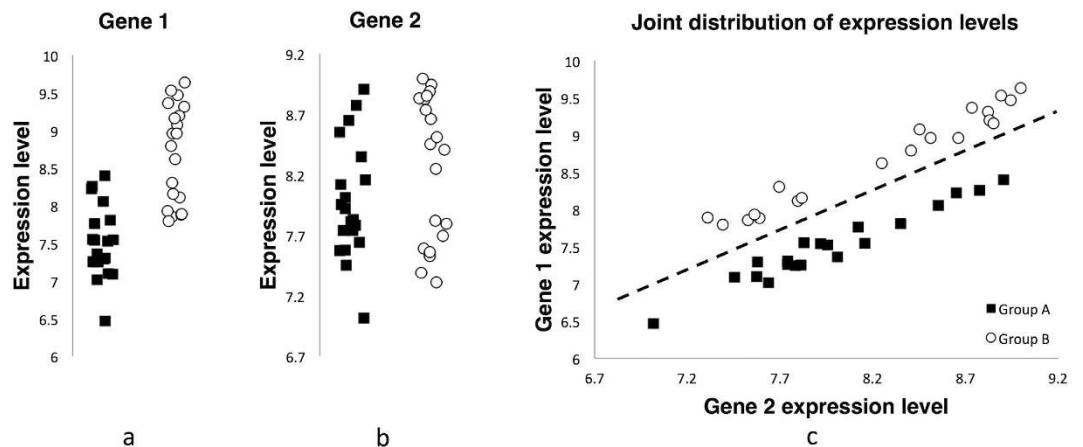 Gene 1
Gene 2
Joint distribution of expression levels
Expression level
10
9.5
9
8.5
8
7.5
7
6.5
6
Expression level
9.2
8.7
8.2
7.7
7.2
6.7
Gene 1 expression level
10
9.5
9
8.5
8
7.5
7
6.5
6
Group A
Group B
6.7 7.2 7.7 8.2 8.7 9.2
Gene 2 expression level
a b c